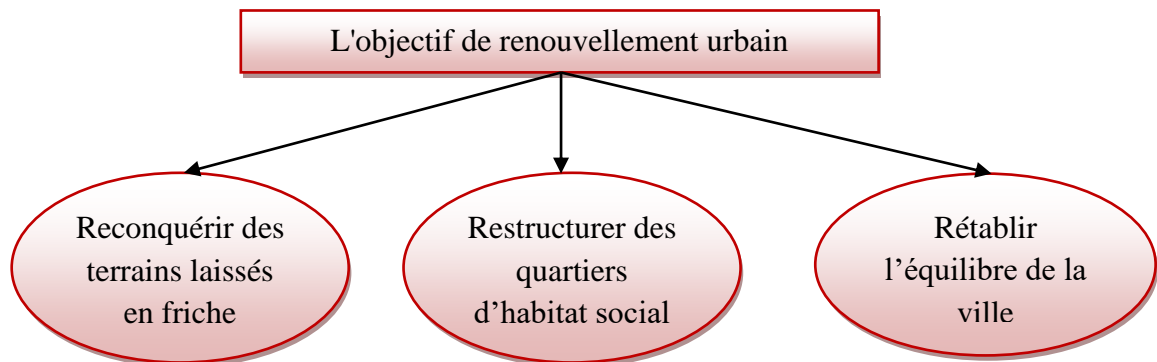 L'objectif de renouvellement urbain
Reconquérir des
terrains laissés
en friche
Restructurer des
quartiers
d’habitat social
Rétablir
l’équilibre de la
ville